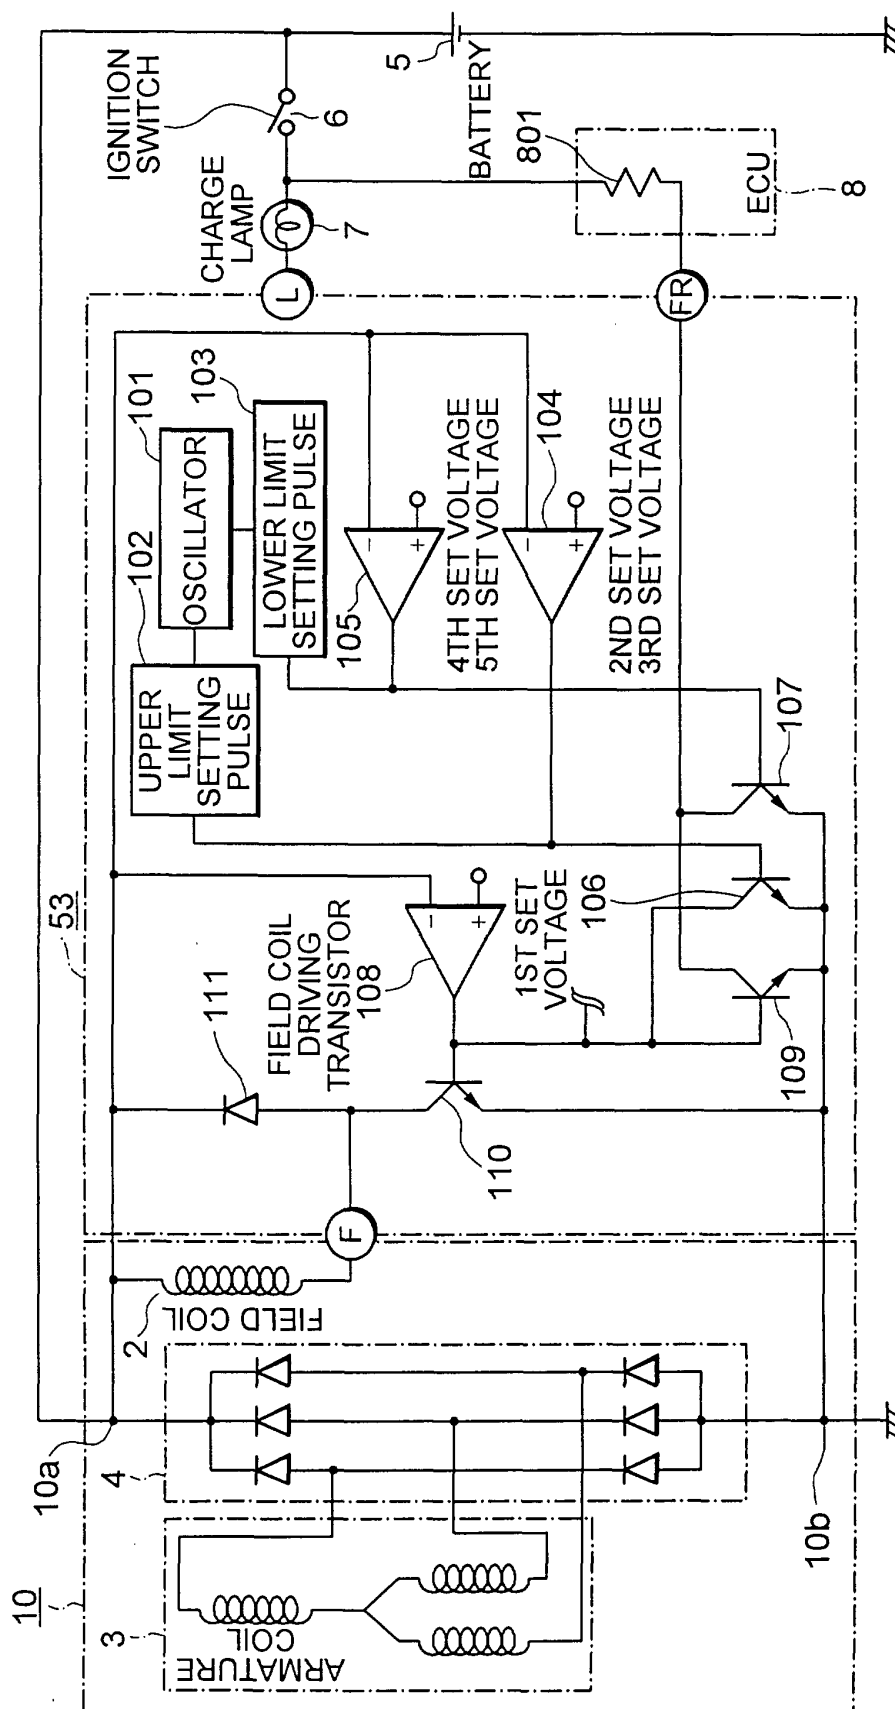 10
10a
53
3
ARMATURE
COIL
4
2
FIELD COIL
F
10b
111
110
FIELD COIL
DRIVING
TRANSISTOR
108
−
+
1ST SET
VOLTAGE
109
106
107
102
UPPER
LIMIT
SETTING
PULSE
101
OSCILLATOR
103
LOWER LIMIT
SETTING PULSE
105
−
+
4TH SET VOLTAGE
5TH SET VOLTAGE
104
−
+
2ND SET VOLTAGE
3RD SET VOLTAGE
L
CHARGE
LAMP
7
IGNITION
SWITCH
6
5
BATTERY
801
ECU
8
FR